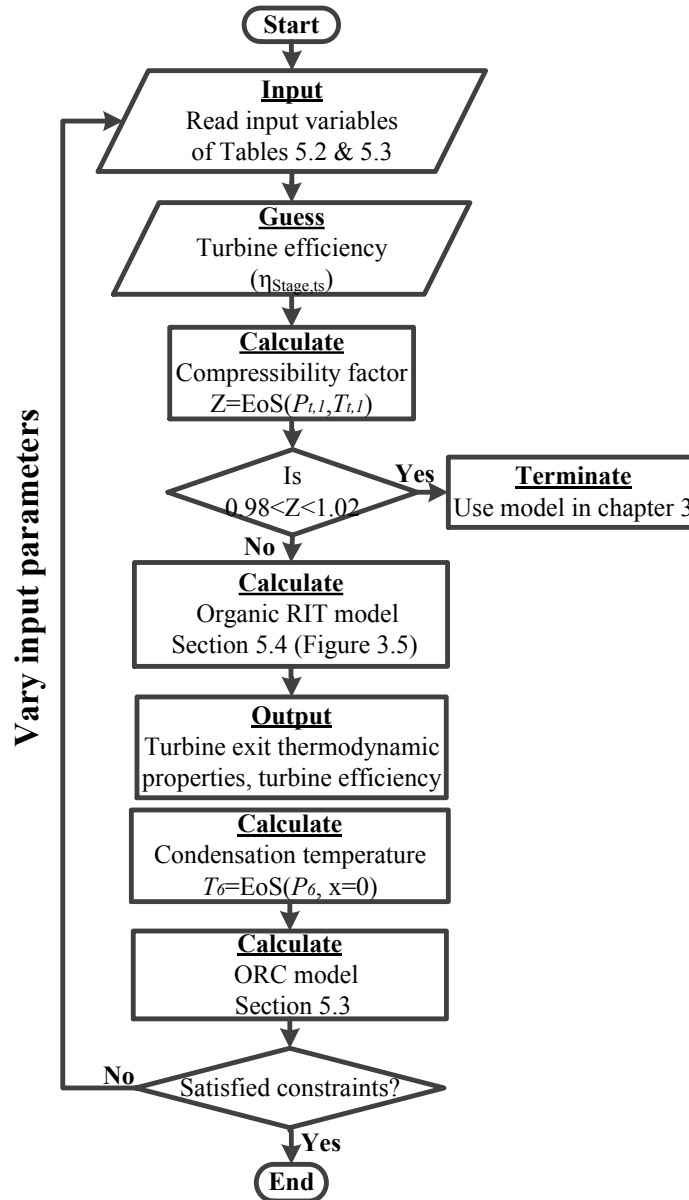 Start
Input
Read input variables
of Tables 5.2 & 5.3
Guess
Turbine efficiency
(ηStage,ts)
Calculate
Compressibility factor
Z=EoS(Pt,1,Tt,1)
Is
0.98<Z<1.02
Yes
Terminate
Use model in chapter 3
No
Calculate
Organic RIT model
Section 5.4 (Figure 3.5)
Output
Turbine exit thermodynamic
properties, turbine efficiency
Calculate
Condensation temperature
T6=EoS(P6, x=0)
Calculate
ORC model
Section 5.3
Satisfied constraints?
No
Yes
End
Vary input parameters